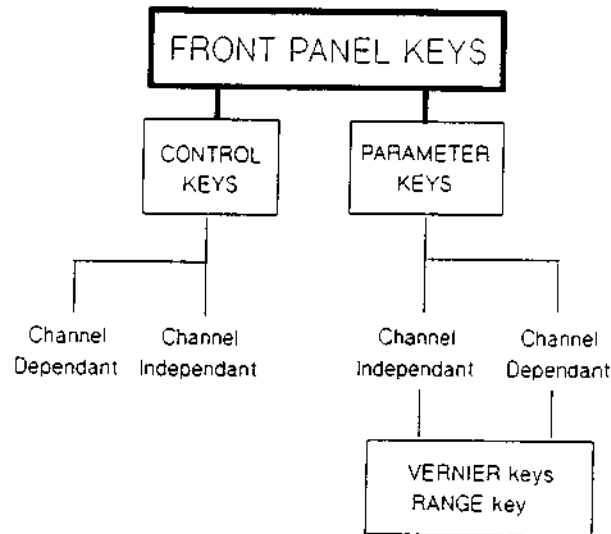 FRONT PANEL KEYS
CONTROL
KEYS
PARAMETER
KEYS
Channel
Dependant
Channel
Independant
Channel
Independant
Channel
Dependant
VERNIER keys
RANGE key